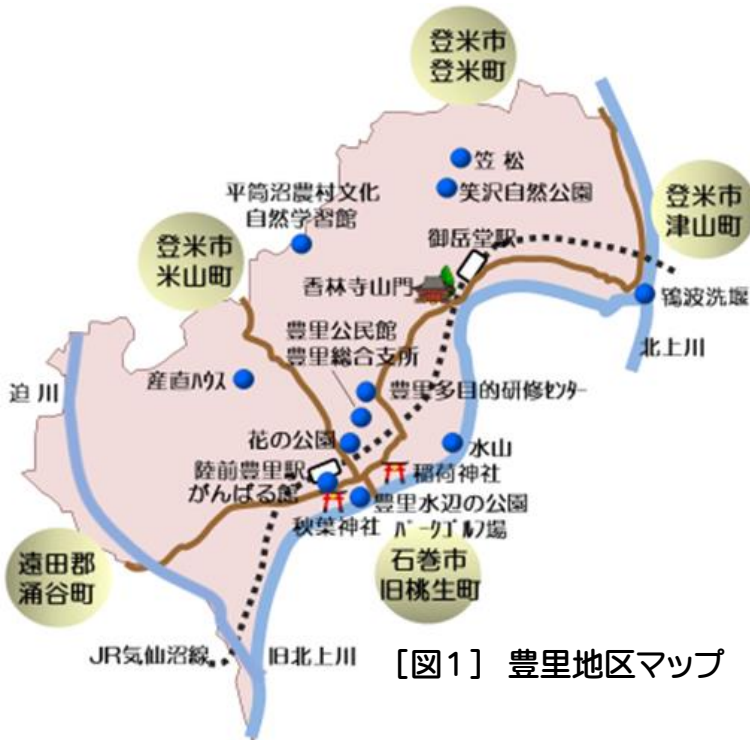 登米市
登米町
笠 松
笑沢自然公園
平筒沼農村文化
自然学習館
登米市
津山町
御岳堂駅
登米市
米山町
香林寺山門
鴇波洗堰
北上川
豊里公民館
豊里総合支所
産直ハウス
迫 川
豊里多目的研修センター
花の公園
水山
陸前豊里駅
がんばる館
稲荷神社
豊里水辺の公園
パークゴルフ場
秋葉神社
遠田郡
涌谷町
石巻市
旧桃生町
JR気仙沼線
旧北上川
[図1] 豊里地区マップ